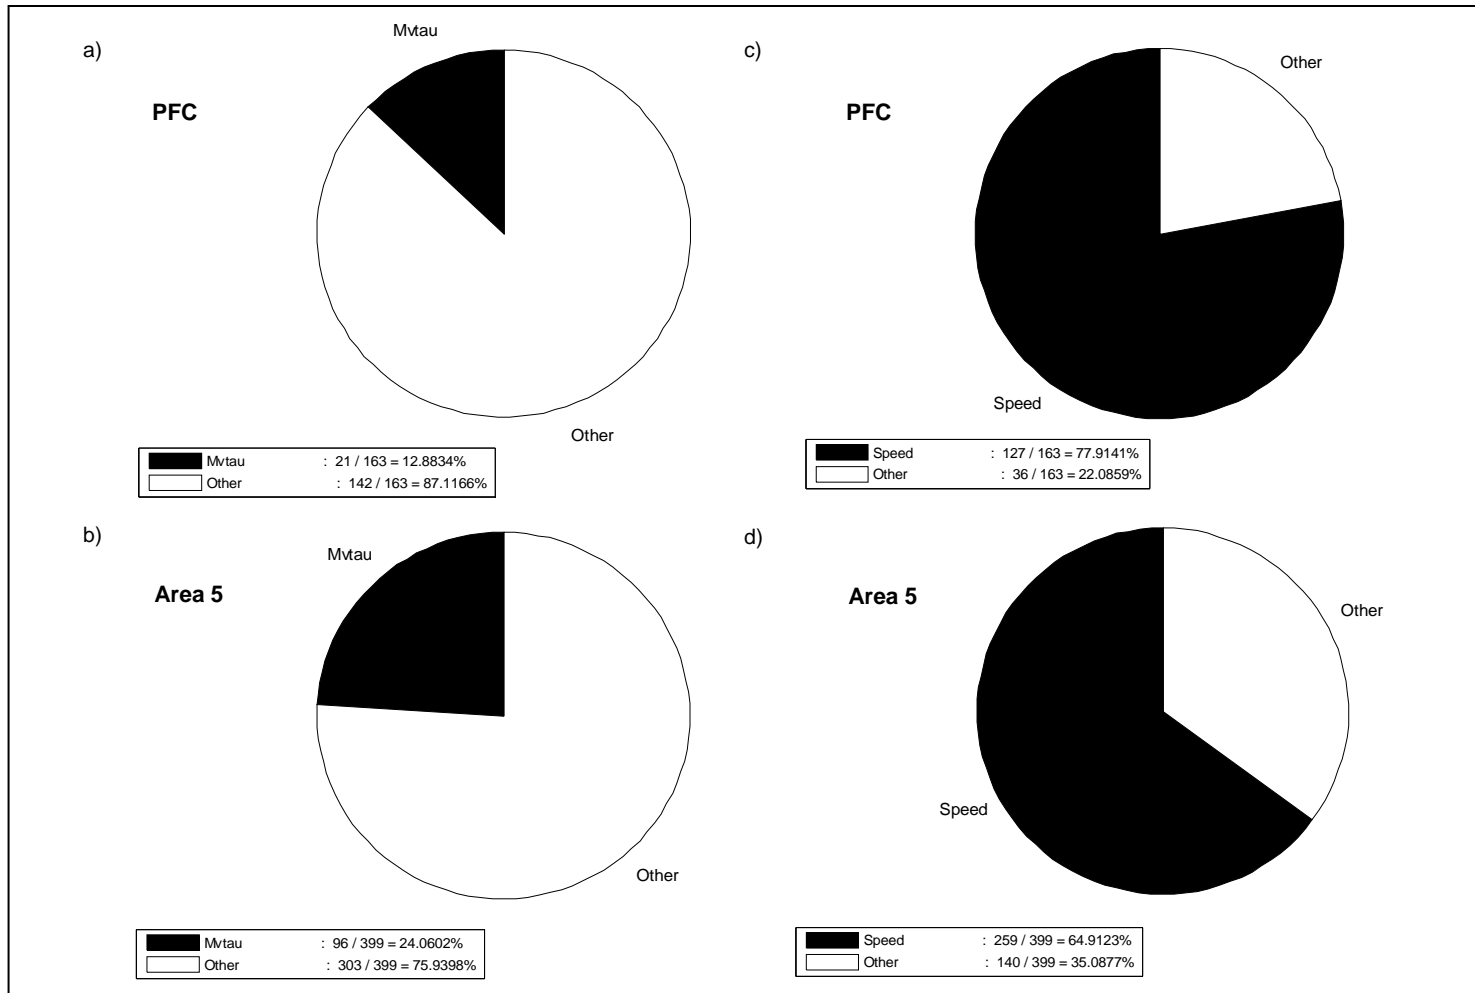 a)
PFC
Mvtau
Other
Mvtau : 21 / 163 = 12.8834%
Other : 142 / 163 = 87.1166%
c)
PFC
Other
Speed
Speed : 127 / 163 = 77.9141%
Other : 36 / 163 = 22.0859%
b)
Area 5
Mvtau
Other
Mvtau : 96 / 399 = 24.0602%
Other : 303 / 399 = 75.9398%
d)
Area 5
Other
Speed
Speed : 259 / 399 = 64.9123%
Other : 140 / 399 = 35.0877%